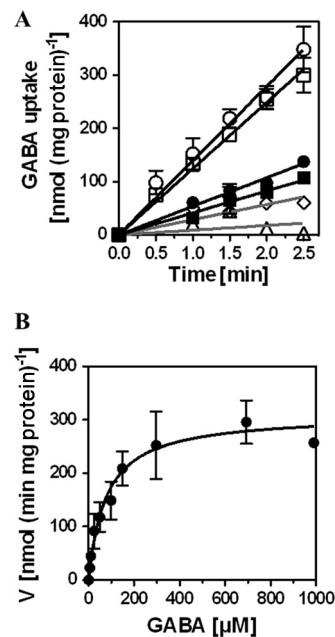 A
GABA uptake
[nmol (mg protein)-1]
400
300
200
100
0
0.0 0.5 1.0 1.5 2.0 2.5
Time [min]
B
V [nmol (min mg protein)-1]
400
300
200
100
0
0 200 400 600 800 1000
GABA [µM]